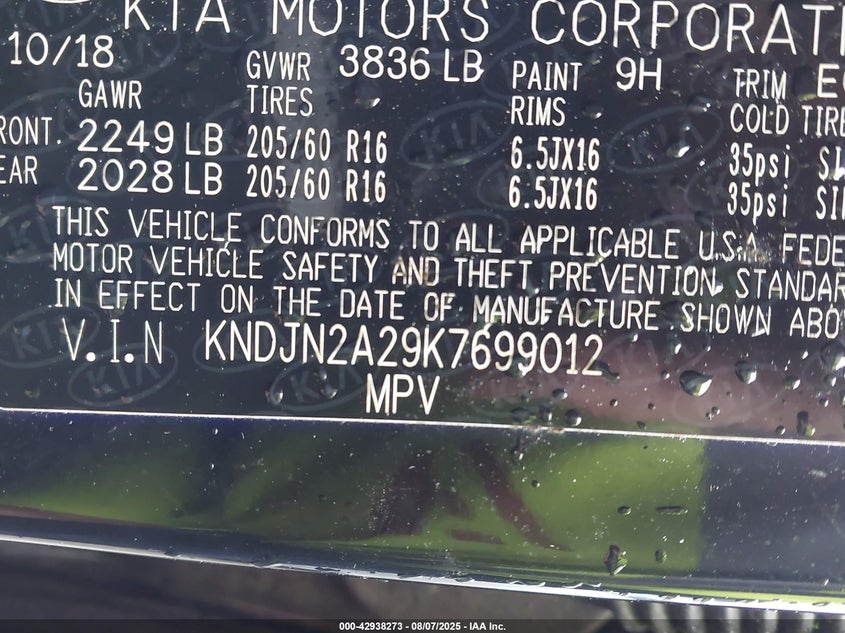 KIA MOTORS CORPORATI
10/18 GVWR 3836 LB PAINT 9H TRIM
GAWR TIRES RIMS COLD TIRE
FRONT. 2249 LB 205/60 R16 6.5JX16 35psi
EAR 2028 LB 205/60 R16 6.5JX16 35psi
THIS VEHICLE CONFORMS TO ALL APPLICABLE U.S.A. FEDE
MOTOR VEHICLE SAFETY AND THEFT PREVENTION STANDAR
IN EFFECT ON THE DATE OF MANUFACTURE SHOWN ABO
V.I.N KNDJN2A29K7699012
MPV
000-42938273 - 08/07/2025 - IAA Inc.